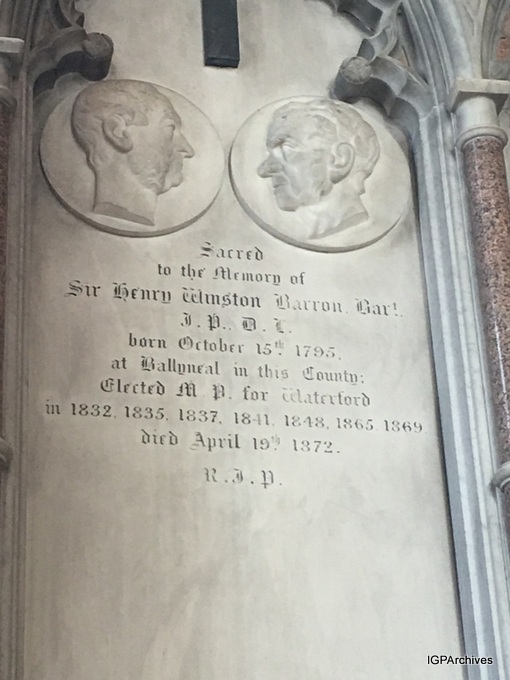 Sacred
to the Memory of
Sir Henry Winston Barron. Bart.
J. P., D. L.
born October 15th 1795.
at Ballyneal in this County;
Elected M P. for Waterford
in 1832, 1835, 1837, 1841, 1848, 1865, 1869
died April 19th 1872.
R.I.P.
IGPArchives